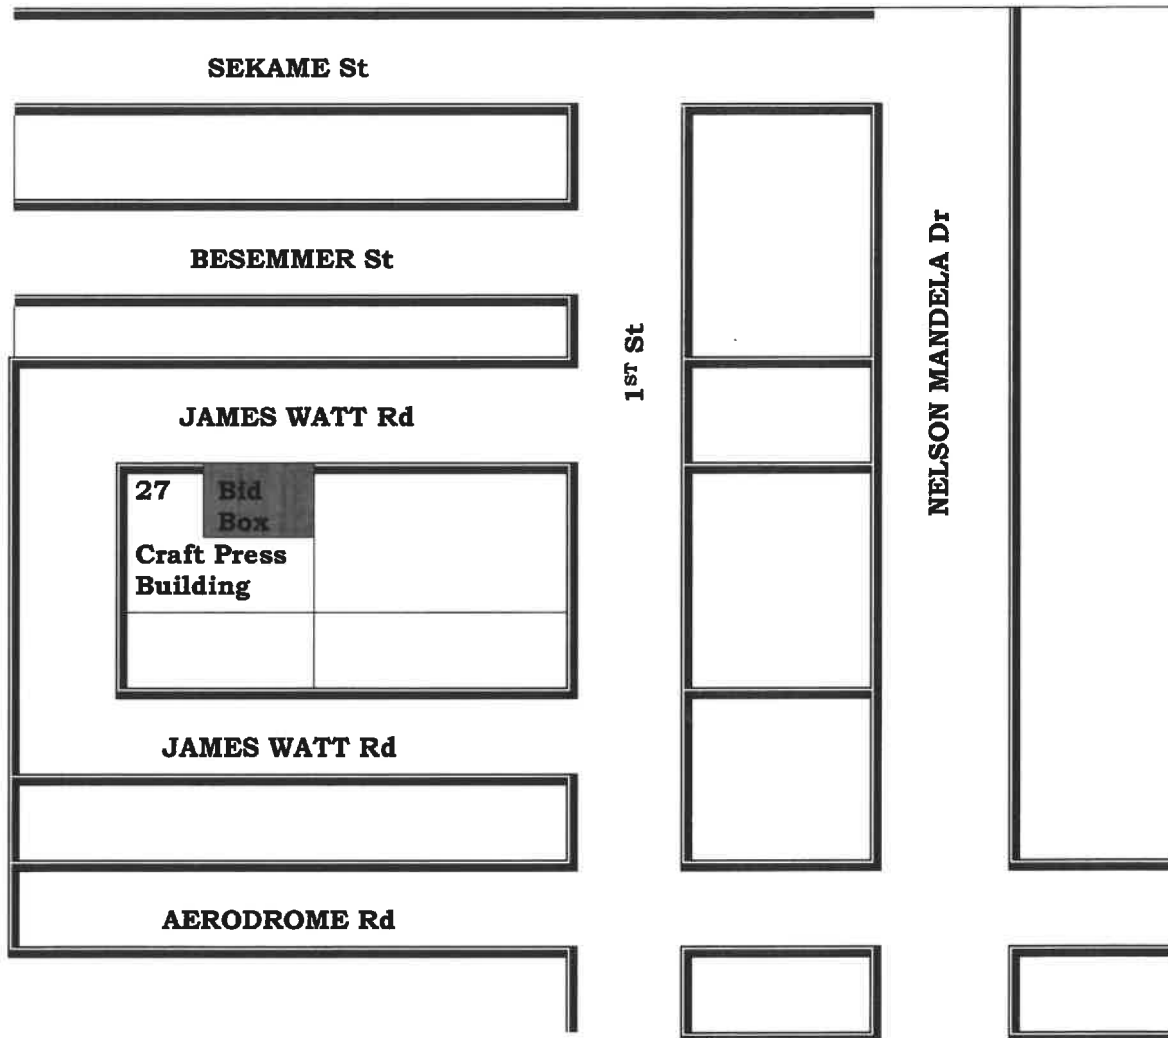 SEKAME St
BESEMMER St
1ST St
NELSON MANDELA Dr
JAMES WATT Rd
27
Bid
Box
Craft Press
Building
JAMES WATT Rd
AERODROME Rd